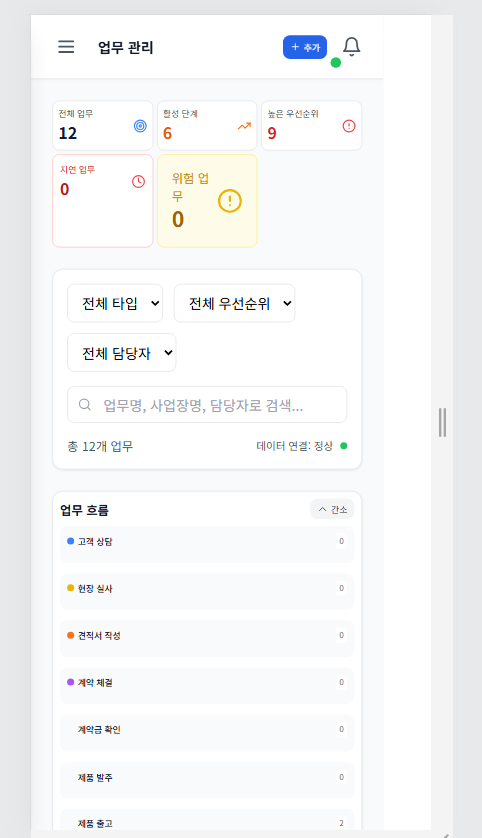 업무 관리
+ 추가
전체 업무
12
활성 단계
6
높은 우선순위
9
지연 업무
0
위험 업
무
0
전체 타입
전체 우선순위
전체 담당자
업무명, 사업장명, 담당자로 검색...
총 12개 업무
데이터 연결: 정상
업무 흐름
간소
고객 상담 0
현장 실사 0
견적서 작성 0
계약 체결 0
계약금 확인 0
제품 발주 0
제품 출고 2